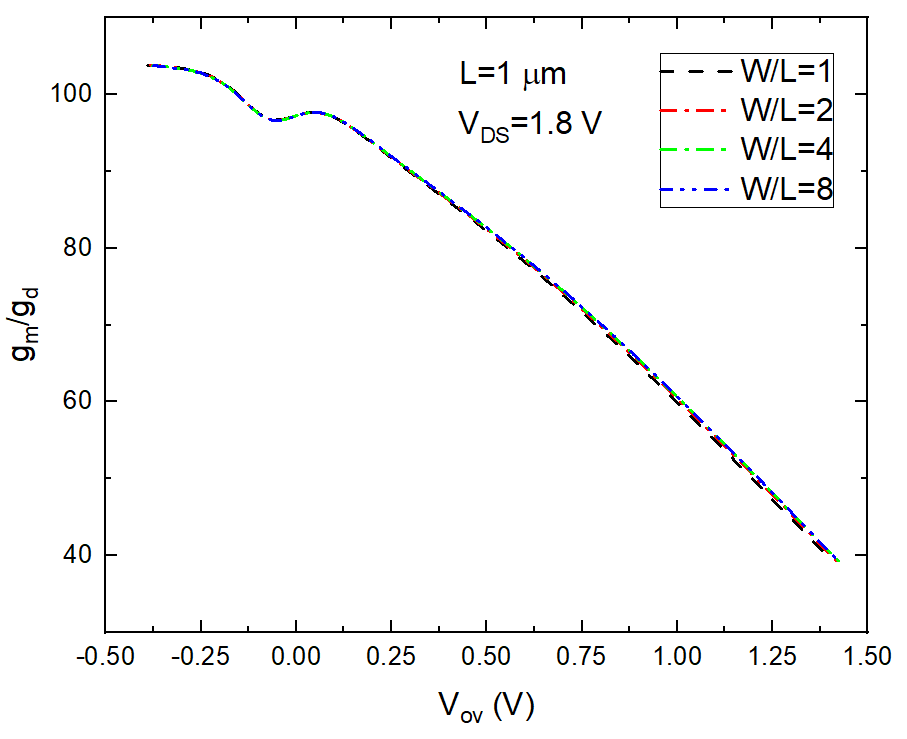 L=1 μm
V_DS=1.8 V
W/L=1
W/L=2
W/L=4
W/L=8
100
80
60
40
g_m/g_d
-0.50 -0.25 0.00 0.25 0.50 0.75 1.00 1.25 1.50
V_ov (V)